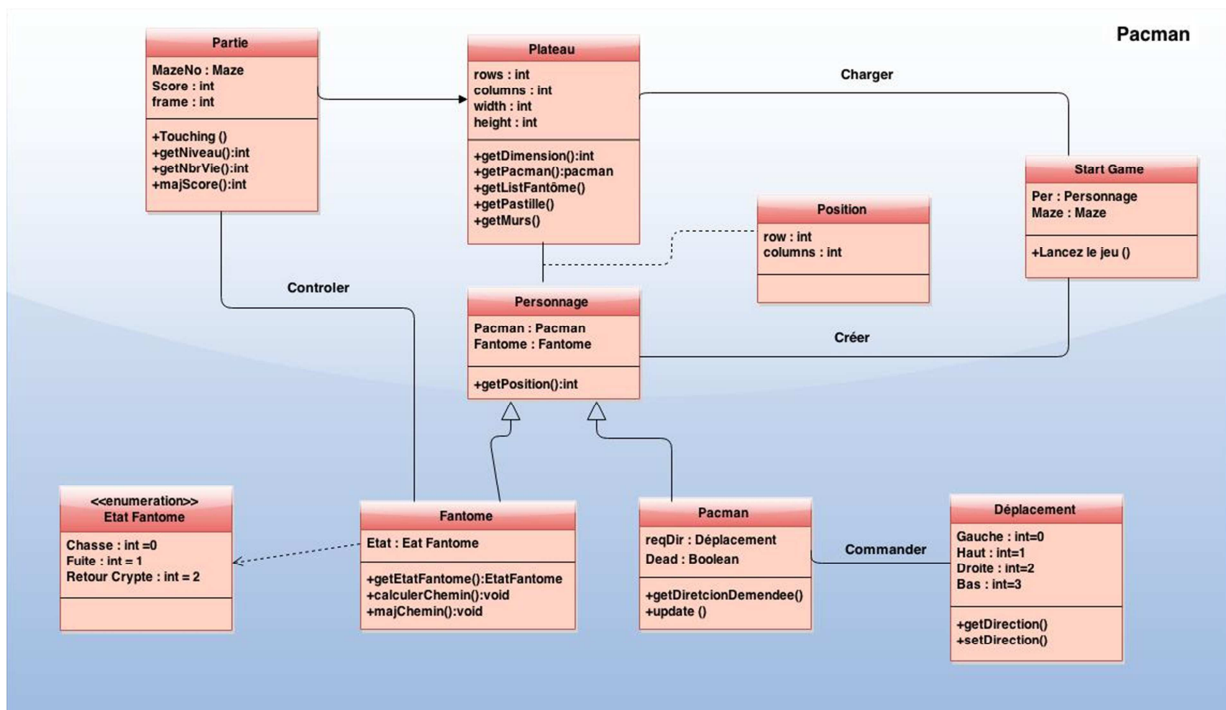 Pacman
Partie
MazeNo : Maze
Score : int
frame : int
+Touching ()
+getNiveau():int
+getNbrVie():int
+majScore():int
Plateau
rows : int
columns : int
width : int
height : int
+getDimension():int
+getPacman():pacman
+getListFantôme()
+getPastille()
+getMurs()
Charger
Start Game
Per : Personnage
Maze : Maze
+Lancez le jeu ()
Position
row : int
columns : int
Controler
Personnage
Pacman : Pacman
Fantome : Fantome
+getPosition():int
Créer
<<enumeration>>
Etat Fantome
Chasse : int =0
Fuite : int = 1
Retour Crypte : int = 2
Fantome
Etat : Eat Fantome
+getEtatFantome():EtatFantome
+calculerChemin():void
+majChemin():void
Pacman
reqDir : Déplacement
Dead : Boolean
+getDiretcionDemendee()
+update ()
Commander
Déplacement
Gauche : int=0
Haut : int=1
Droite : int=2
Bas : int=3
+getDirection()
+setDirection()